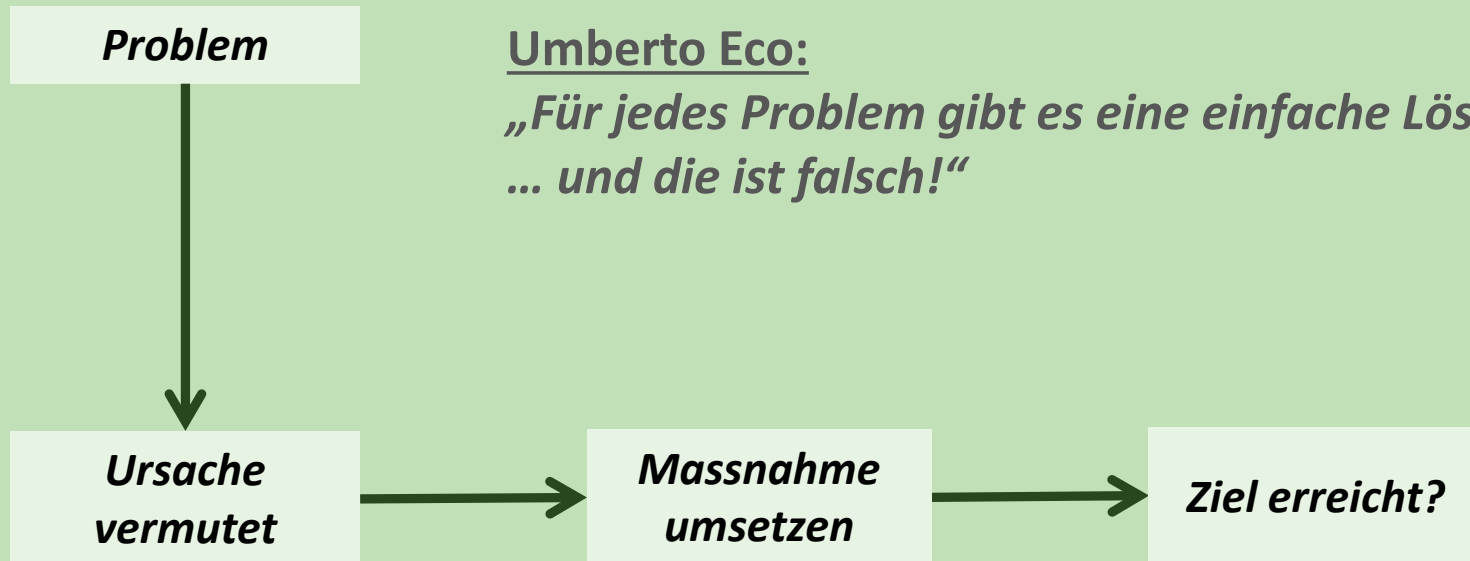 Problem
Umberto Eco:
„Für jedes Problem gibt es eine einfache Lös
… und die ist falsch!“
Ursache
vermutet
Massnahme
umsetzen
Ziel erreicht?